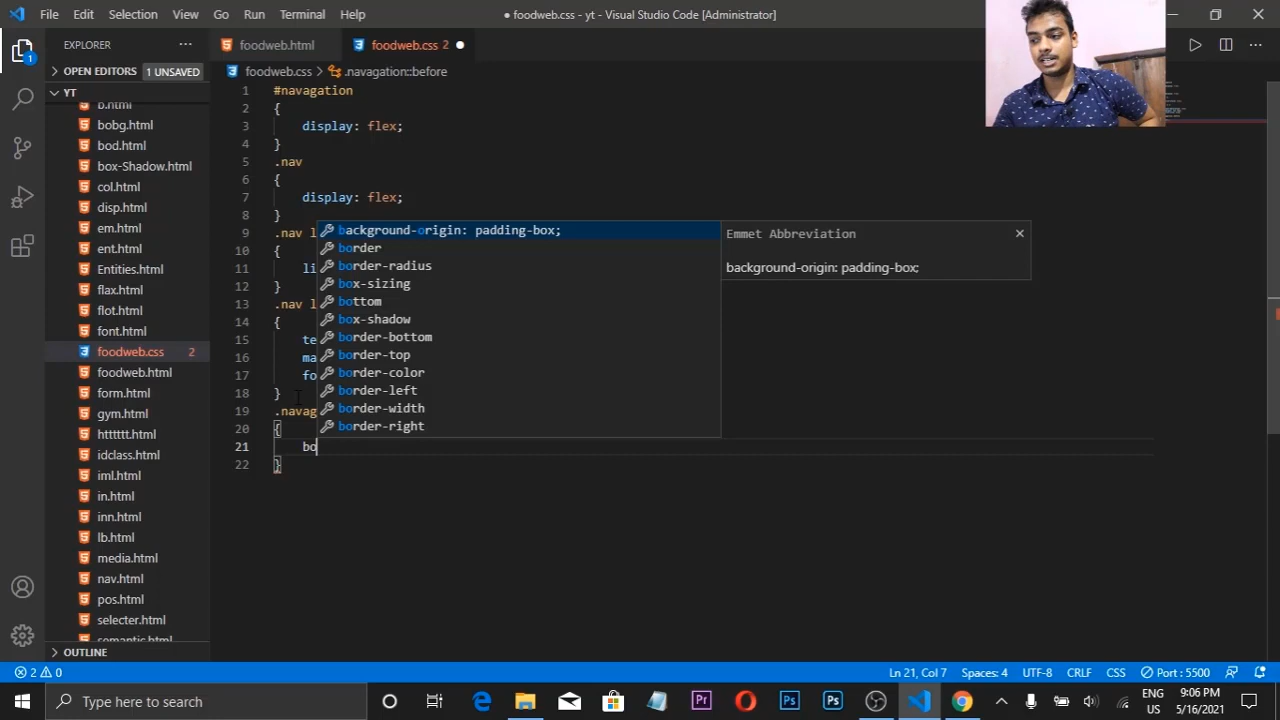 File Edit Selection View Go Run Terminal Help
● foodweb.css - yt - Visual Studio Code [Administrator]
EXPLORER ···
foodweb.html
foodweb.css 2 ●
OPEN EDITORS 1 UNSAVED
foodweb.css > .navagation::before
YT
b.html
bobg.html
bod.html
box-Shadow.html
col.html
disp.html
em.html
ent.html
Entities.html
flax.html
flot.html
font.html
foodweb.css 2
foodweb.html
form.html
gym.html
htttttt.html
idclass.html
iml.html
in.html
inn.html
lb.html
media.html
nav.html
pos.html
selecter.html
semantic.html
OUTLINE
1 #navagation
2 {
3 display: flex;
4 }
5 .nav
6 {
7 display: flex;
8 }
9 .nav l
10 {
11 li
12 }
13 .nav l
14 {
15 te
16 ma
17 fo
18 }
19 .navag
20 {
21 bo
22 }
background-origin: padding-box;
border
border-radius
box-sizing
bottom
box-shadow
border-bottom
border-top
border-color
border-left
border-width
border-right
Emmet Abbreviation
background-origin: padding-box;
2 0
Ln 21, Col 7 Spaces: 4 UTF-8 CRLF CSS Port : 5500
Type here to search
ENG
US
9:06 PM
5/16/2021